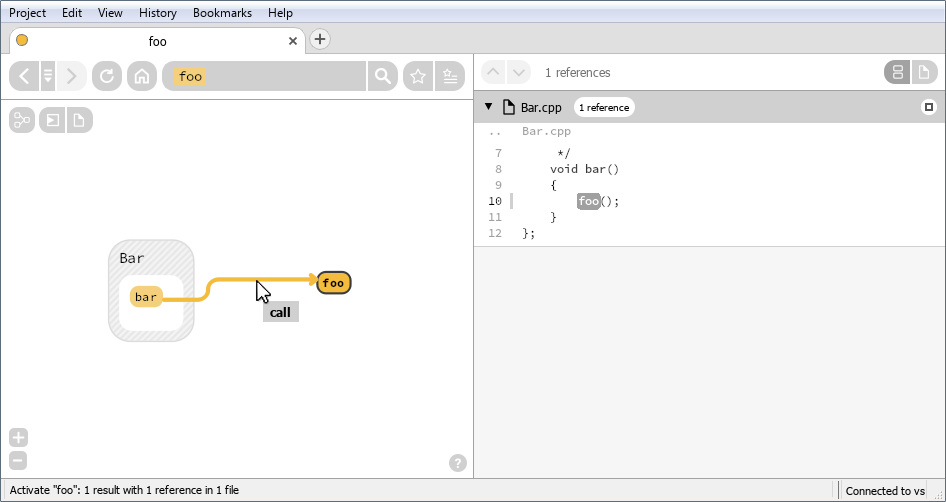 Project Edit View History Bookmarks Help
foo
foo
1 references
Bar.cpp 1 reference
.. Bar.cpp
7 */
8 void bar()
9 {
10 foo();
11 }
12 };
Bar
bar
foo
call
?
Activate "foo": 1 result with 1 reference in 1 file
Connected to vs